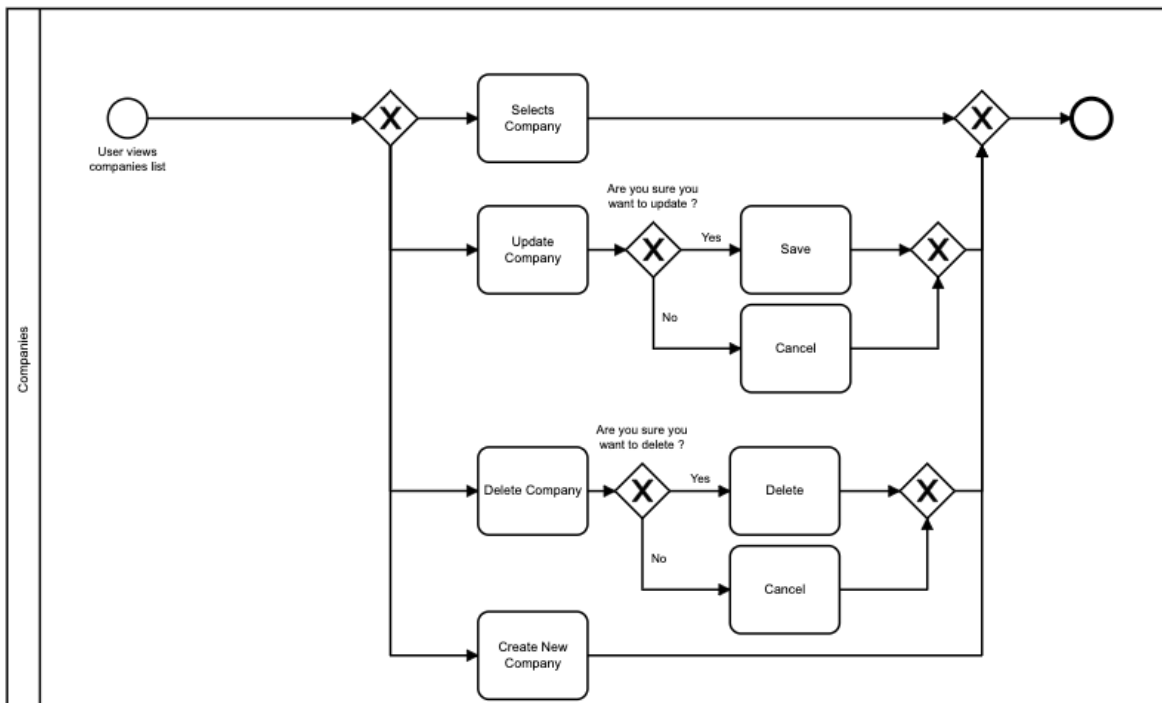 Companies
User views
companies list
Selects
Company
Are you sure you
want to update ?
Update
Company
Yes
Save
No
Cancel
Are you sure you
want to delete ?
Delete Company
Yes
Delete
No
Cancel
Create New
Company